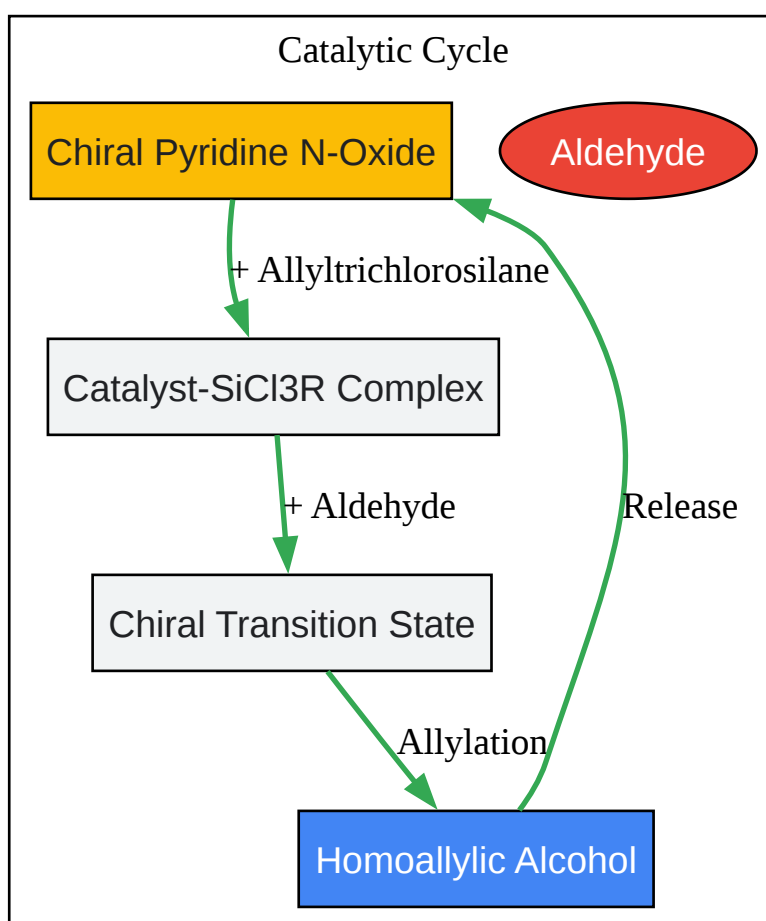 Catalytic Cycle
Chiral Pyridine N-Oxide
Aldehyde
+ Allyltrichlorosilane
Catalyst-SiCl3R Complex
+ Aldehyde
Release
Chiral Transition State
Allylation
Homoallylic Alcohol